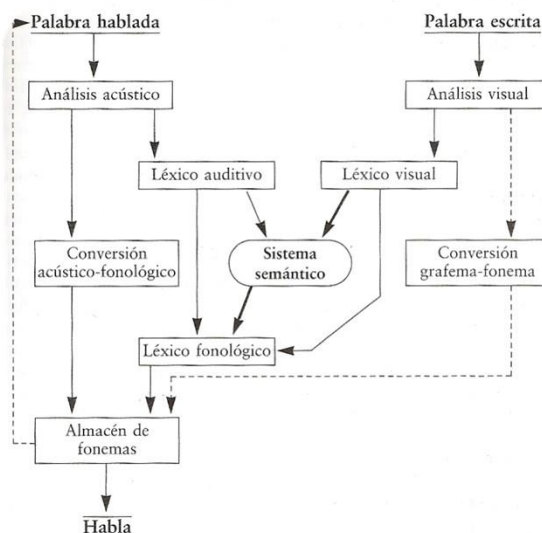 Palabra hablada
Palabra escrita
Análisis acústico
Análisis visual
Léxico auditivo
Léxico visual
Conversión
acústico-fonológico
Sistema
semántico
Conversión
grafema-fonema
Léxico fonológico
Almacén de
fonemas
Habla